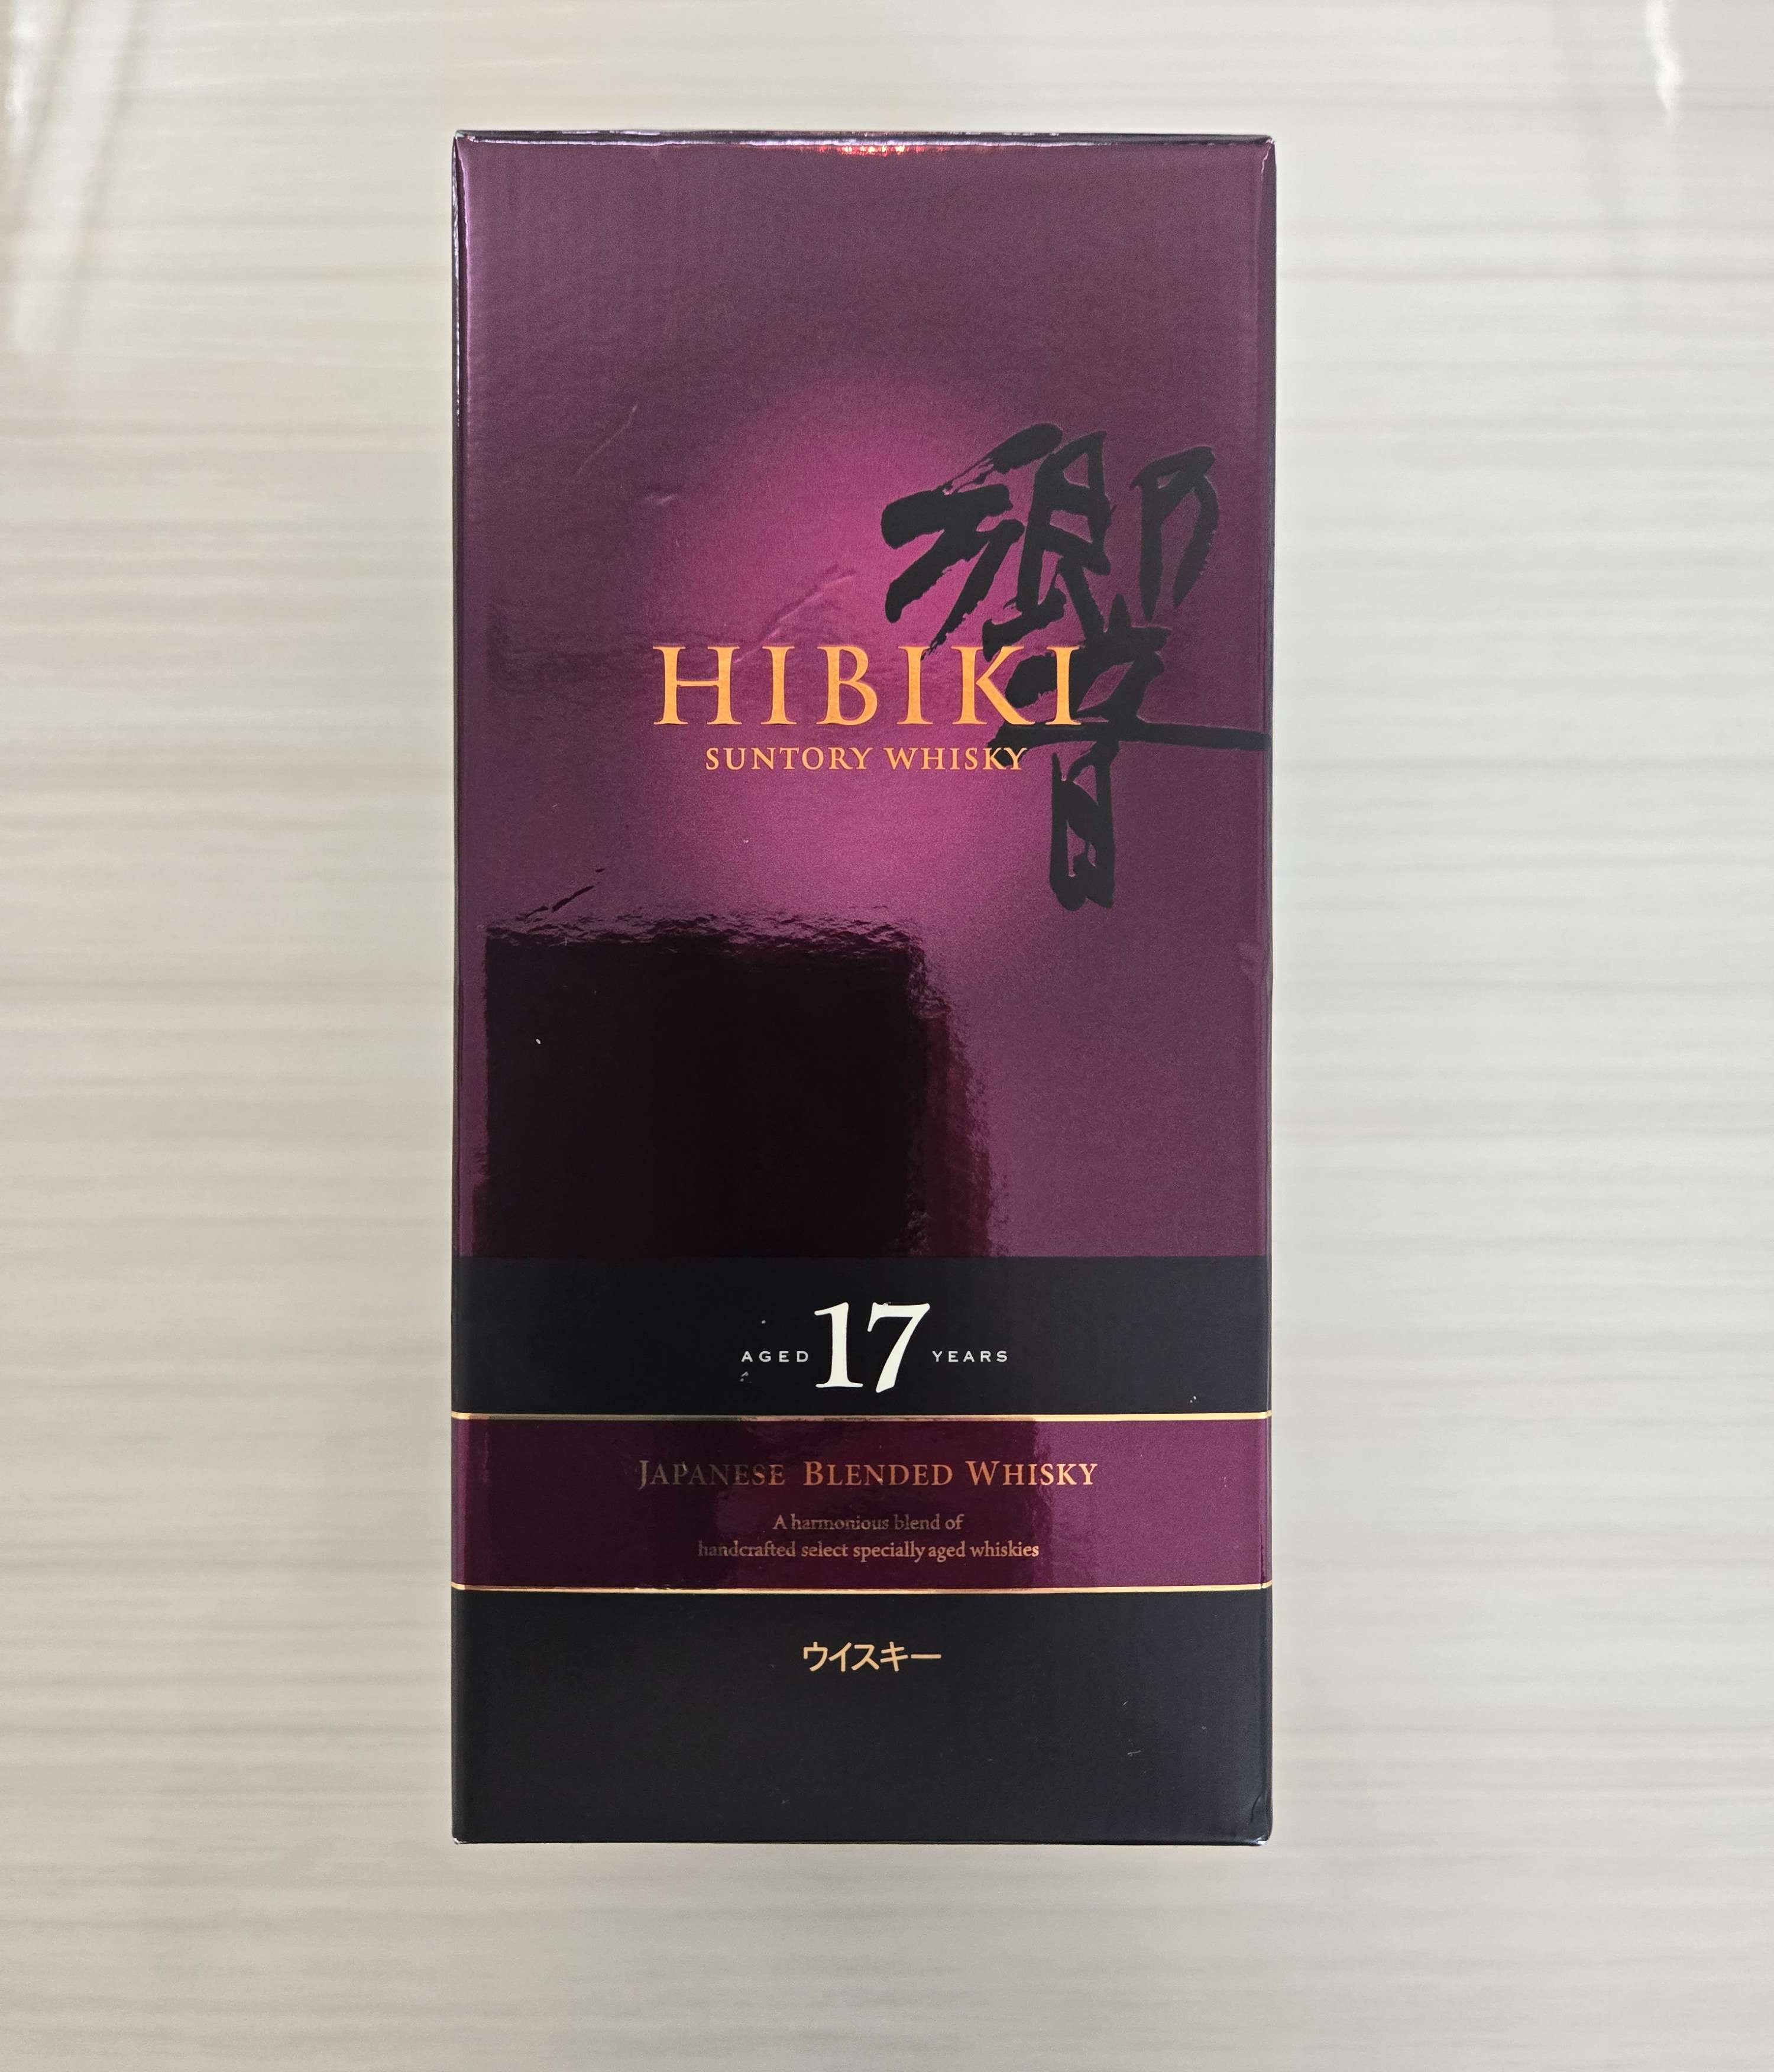 響
HIBIKI
SUNTORY WHISKY
AGED 17 YEARS
JAPANESE BLENDED WHISKY
A harmonious blend of
handcrafted select specially aged whiskies
ウイスキー